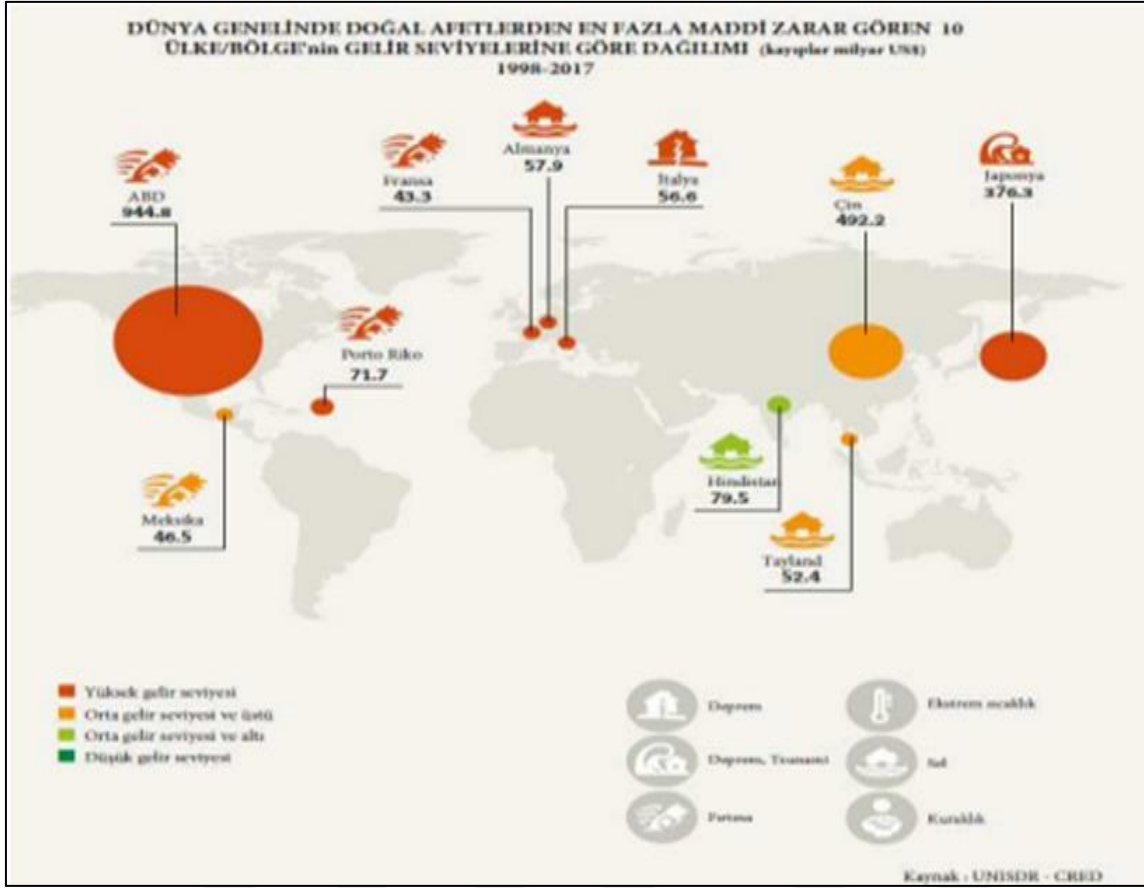 DÜNYA GENELİNDE DOĞAL AFETLERDEN EN FAZLA MADDİ ZARAR GÖREN 10
ÜLKE/BÖLGE'nin GELİR SEVİYELERİNE GÖRE DAĞILIMI (kayıplar milyar US$)
1998-2017
Almanya
57.9
Fransa
43.3
İtalya
56.6
Japonya
376.3
ABD
944.8
Çin
492.2
Porto Riko
71.7
Hindistan
79.5
Meksika
46.5
Tayland
52.4
Yüksek gelir seviyesi
Orta gelir seviyesi ve üstü
Orta gelir seviyesi ve altı
Düşük gelir seviyesi
Deprem
Deprem, Tsunami
Fırtına
Ekstrem sıcaklık
Sel
Kuraklık
Kaynak : UNISDR - CRED